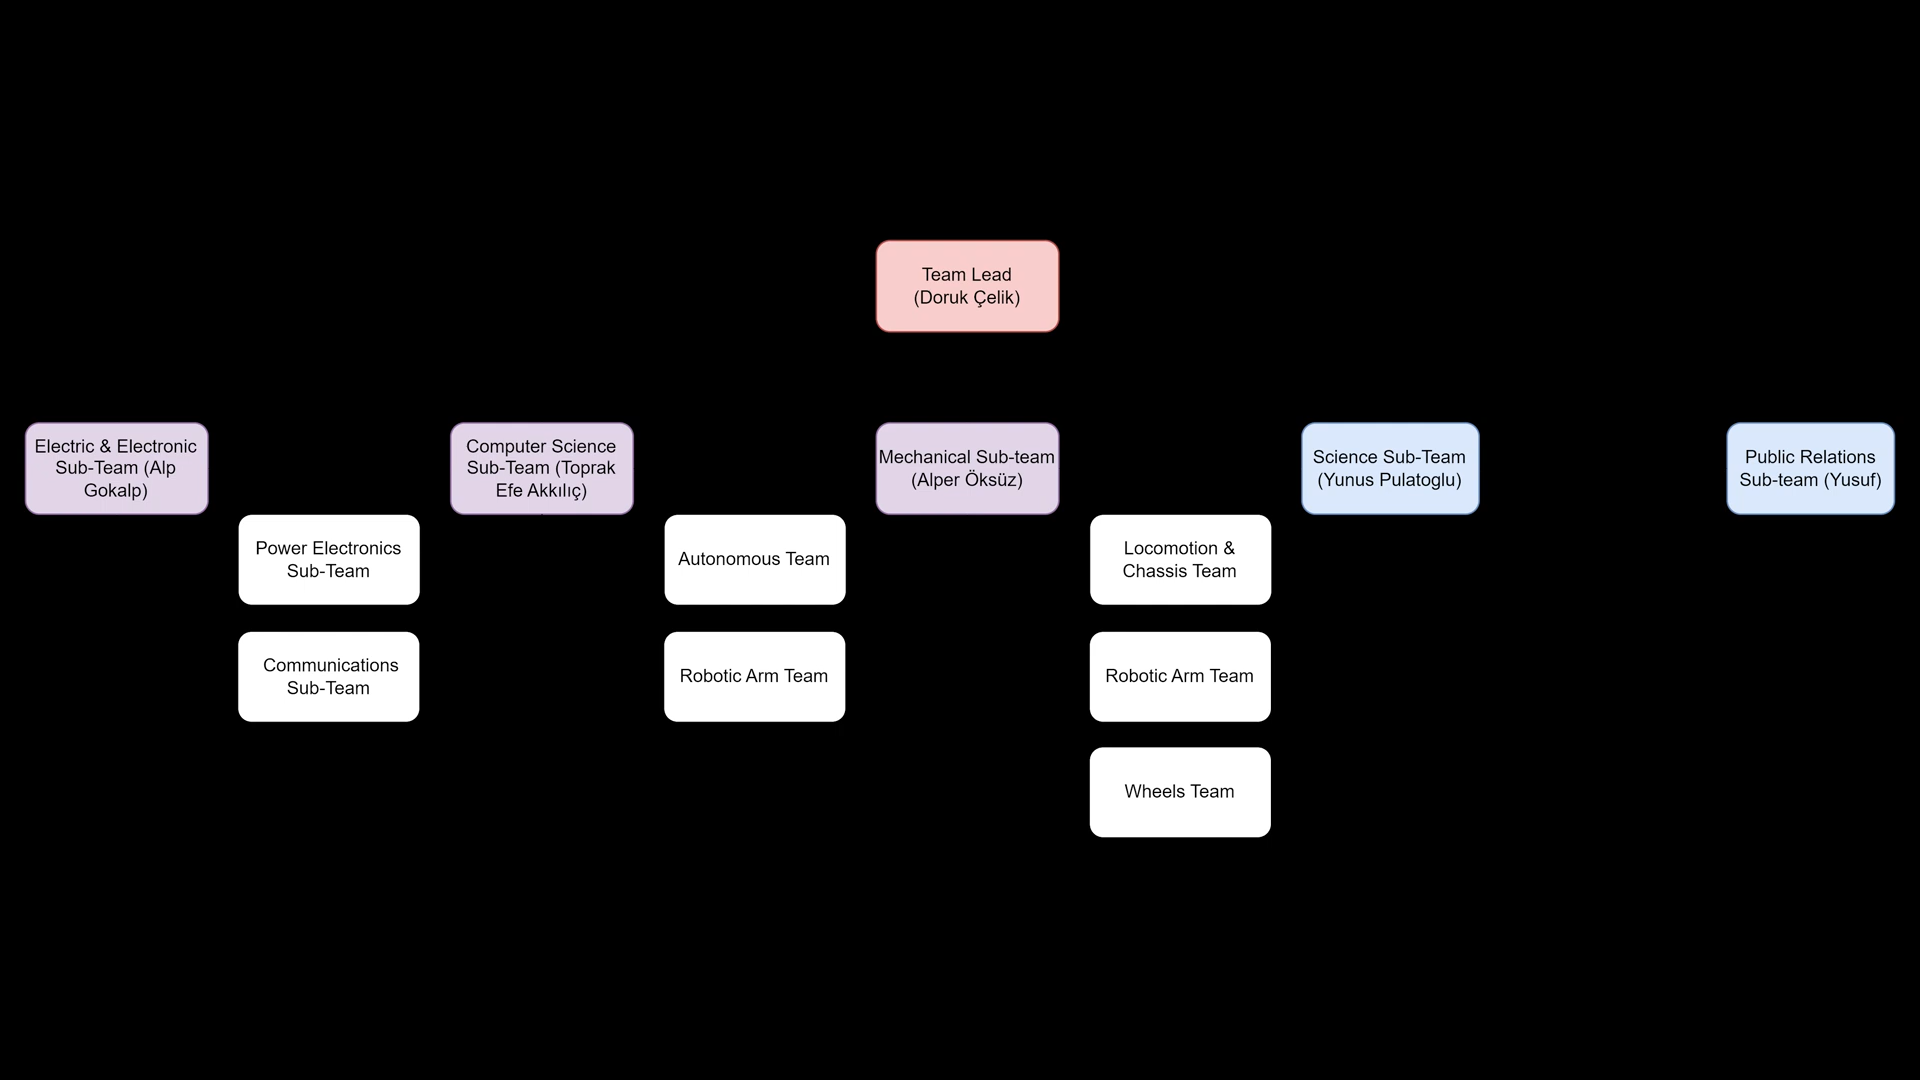 Team Lead
(Doruk Çelik)
Electric & Electronic
Sub-Team (Alp
Gokalp)
Computer Science
Sub-Team (Toprak
Efe Akkılıç)
Mechanical Sub-team
(Alper Öksüz)
Science Sub-Team
(Yunus Pulatoglu)
Public Relations
Sub-team (Yusuf)
Power Electronics
Sub-Team
Communications
Sub-Team
Autonomous Team
Robotic Arm Team
Locomotion &
Chassis Team
Robotic Arm Team
Wheels Team